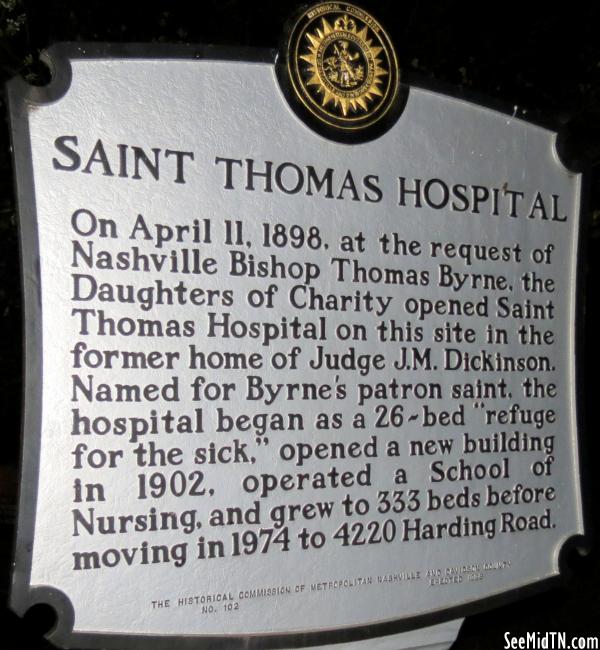 HISTORICAL COMMISSION
SAINT THOMAS HOSPITAL
On April 11, 1898, at the request of
Nashville Bishop Thomas Byrne, the
Daughters of Charity opened Saint
Thomas Hospital on this site in the
former home of Judge J.M. Dickinson.
Named for Byrne's patron saint, the
hospital began as a 26-bed "refuge
for the sick," opened a new building
in 1902, operated a School of
Nursing, and grew to 333 beds before
moving in 1974 to 4220 Harding Road.
THE HISTORICAL COMMISSION OF METROPOLITAN NASHVILLE AND DAVIDSON COUNTY
NO. 102 ERECTED
SeeMidTN.com